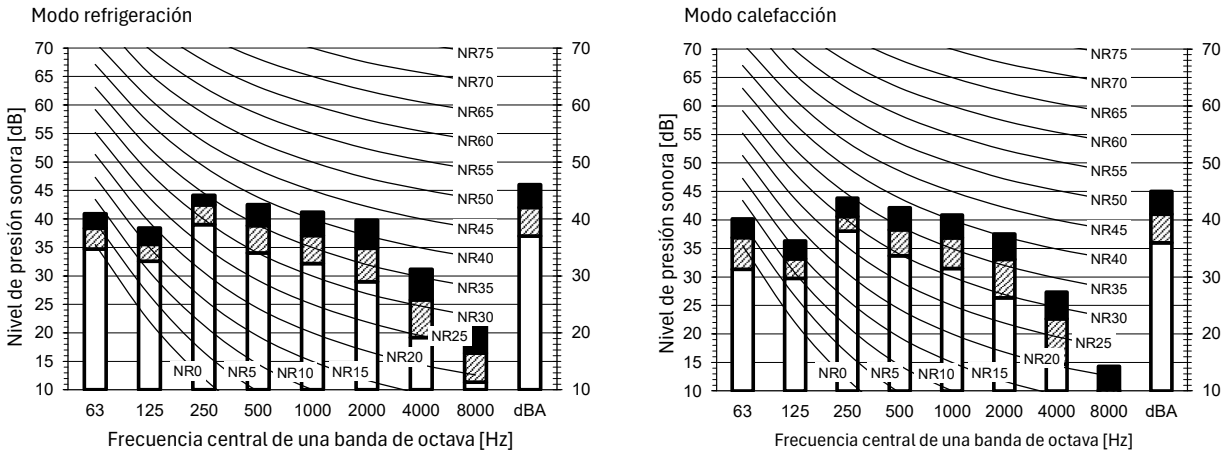 Modo refrigeración
Nivel de presión sonora [dB]
70
65
60
55
50
45
40
35
30
25
20
15
10
NR75
NR70
NR65
NR60
NR55
NR50
NR45
NR40
NR35
NR30
NR25
NR20
NR0
NR5
NR10
NR15
70
60
50
40
30
20
10
63 125 250 500 1000 2000 4000 8000 dBA
Frecuencia central de una banda de octava [Hz]
Modo calefacción
Nivel de presión sonora [dB]
70
65
60
55
50
45
40
35
30
25
20
15
10
NR75
NR70
NR65
NR60
NR55
NR50
NR45
NR40
NR35
NR30
NR25
NR20
NR0
NR5
NR10
NR15
70
60
50
40
30
20
10
63 125 250 500 1000 2000 4000 8000 dBA
Frecuencia central de una banda de octava [Hz]